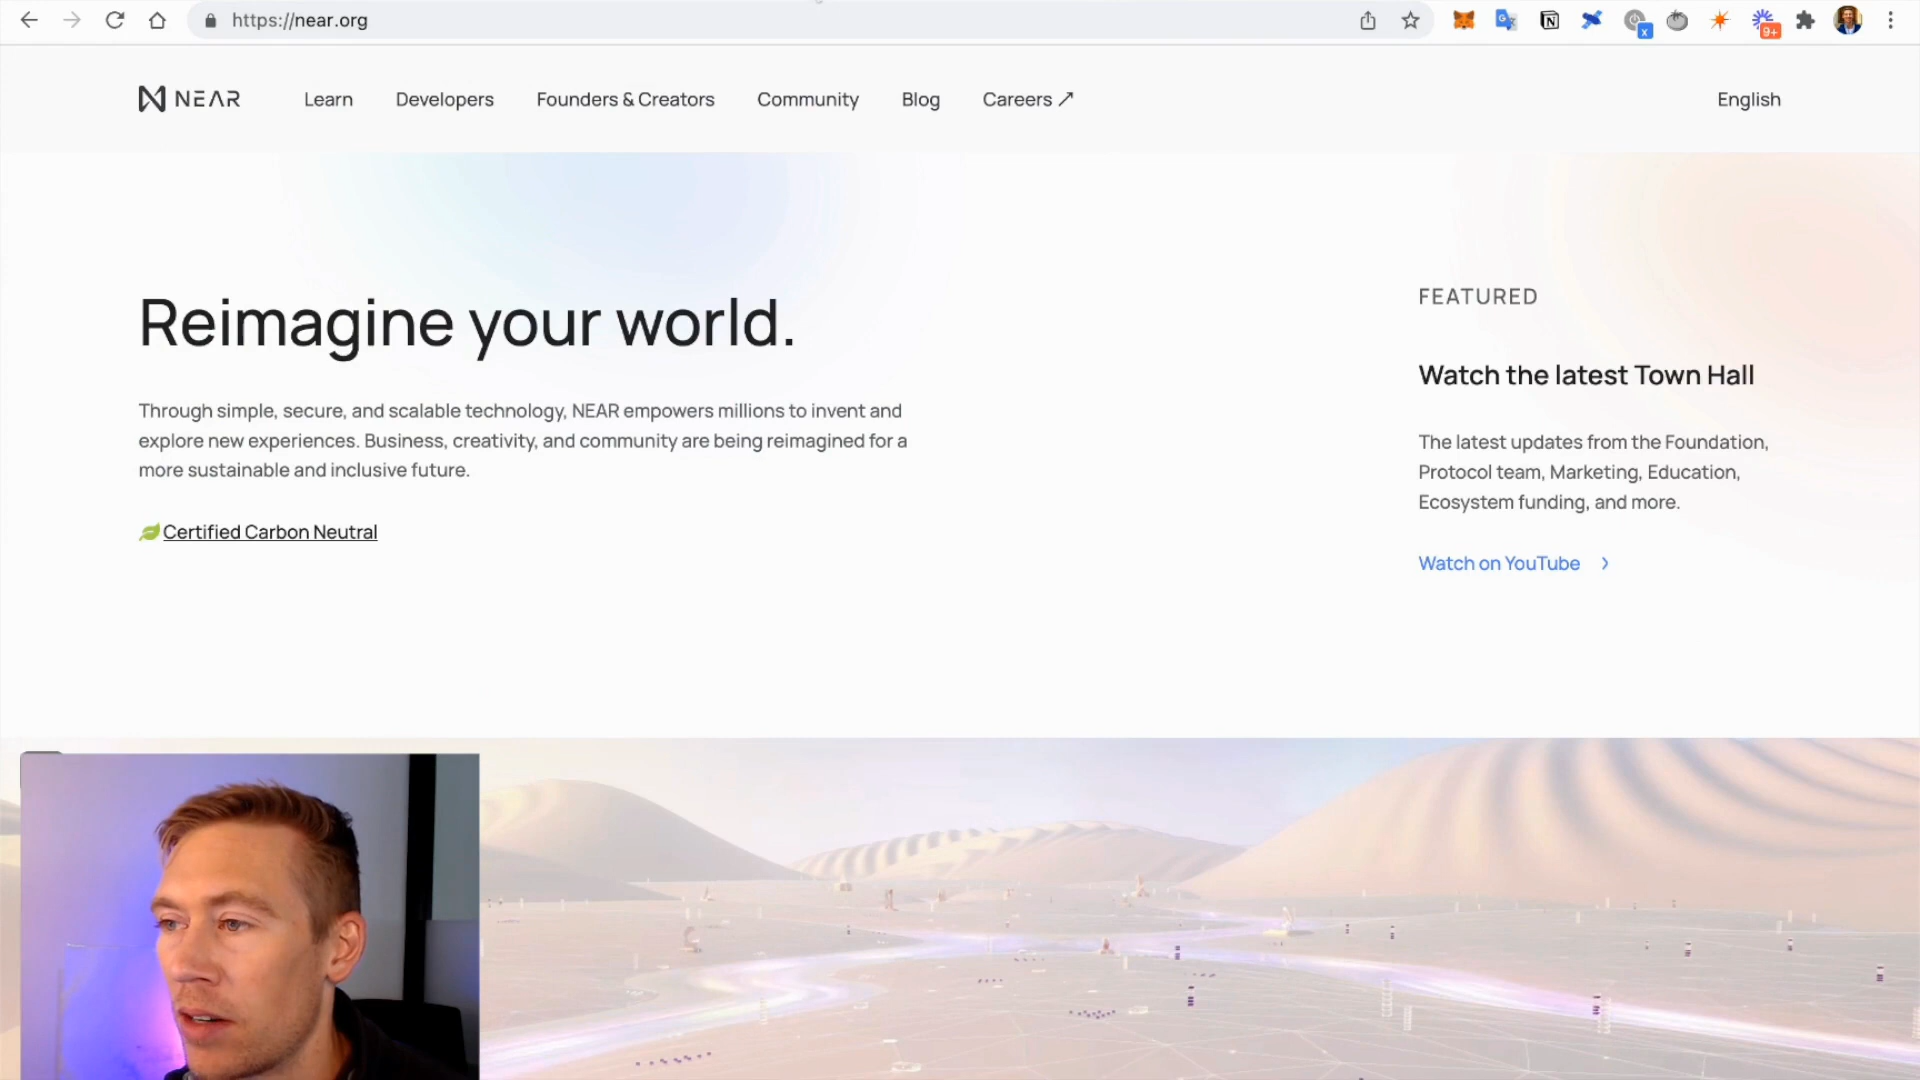 https://near.org
9+
NEAR
Learn
Developers
Founders & Creators
Community
Blog
Careers ↗
English
Reimagine your world.
Through simple, secure, and scalable technology, NEAR empowers millions to invent and
explore new experiences. Business, creativity, and community are being reimagined for a
more sustainable and inclusive future.
Certified Carbon Neutral
FEATURED
Watch the latest Town Hall
The latest updates from the Foundation,
Protocol team, Marketing, Education,
Ecosystem funding, and more.
Watch on YouTube >